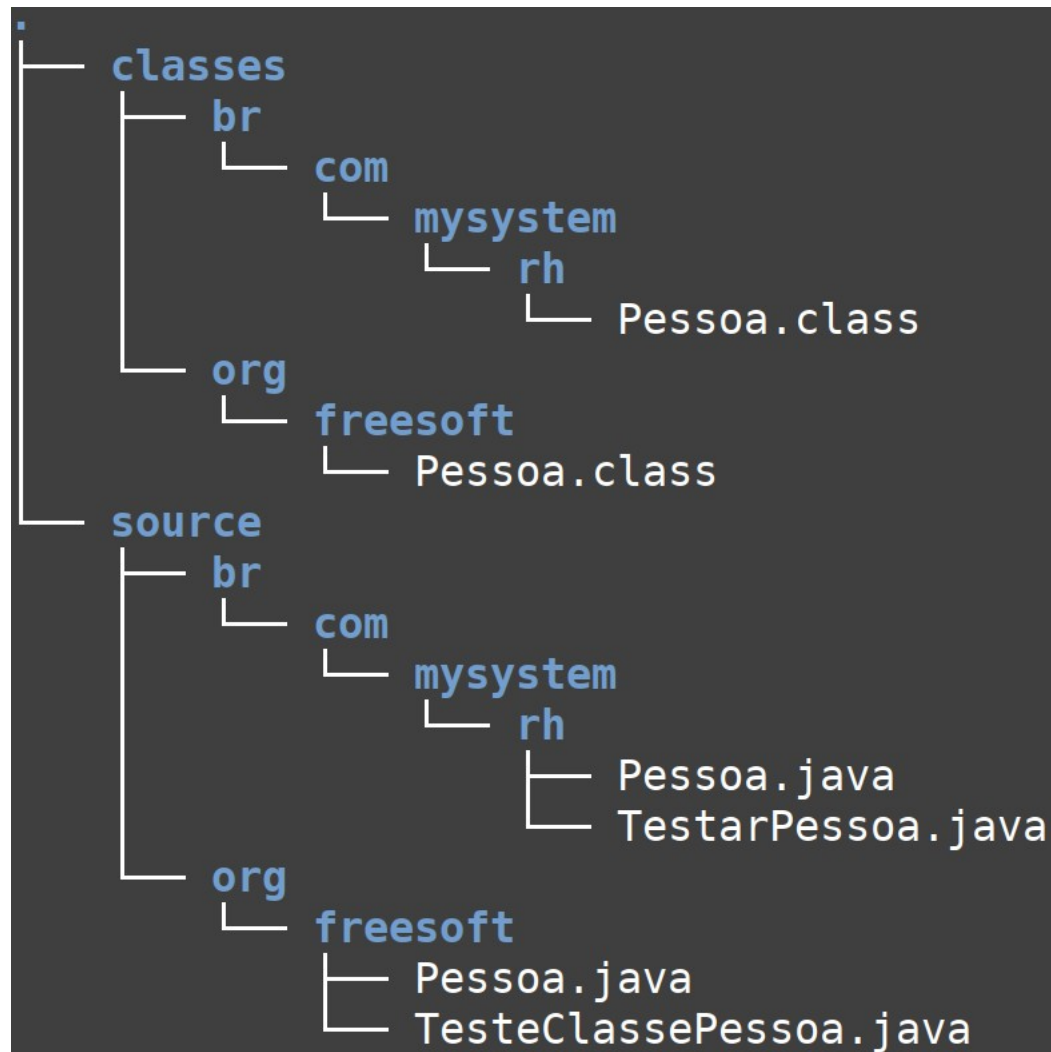 .
classes
br
com
mysystem
rh
Pessoa.class
org
freesoft
Pessoa.class
source
br
com
mysystem
rh
Pessoa.java
TestarPessoa.java
org
freesoft
Pessoa.java
TesteClassePessoa.java